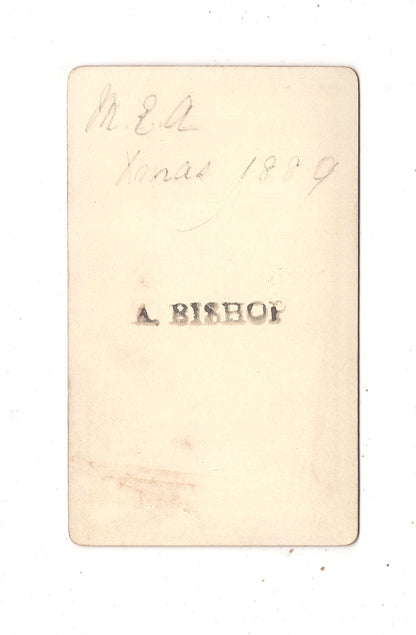 M. E. A
Xmas 1889
A. BISHOP